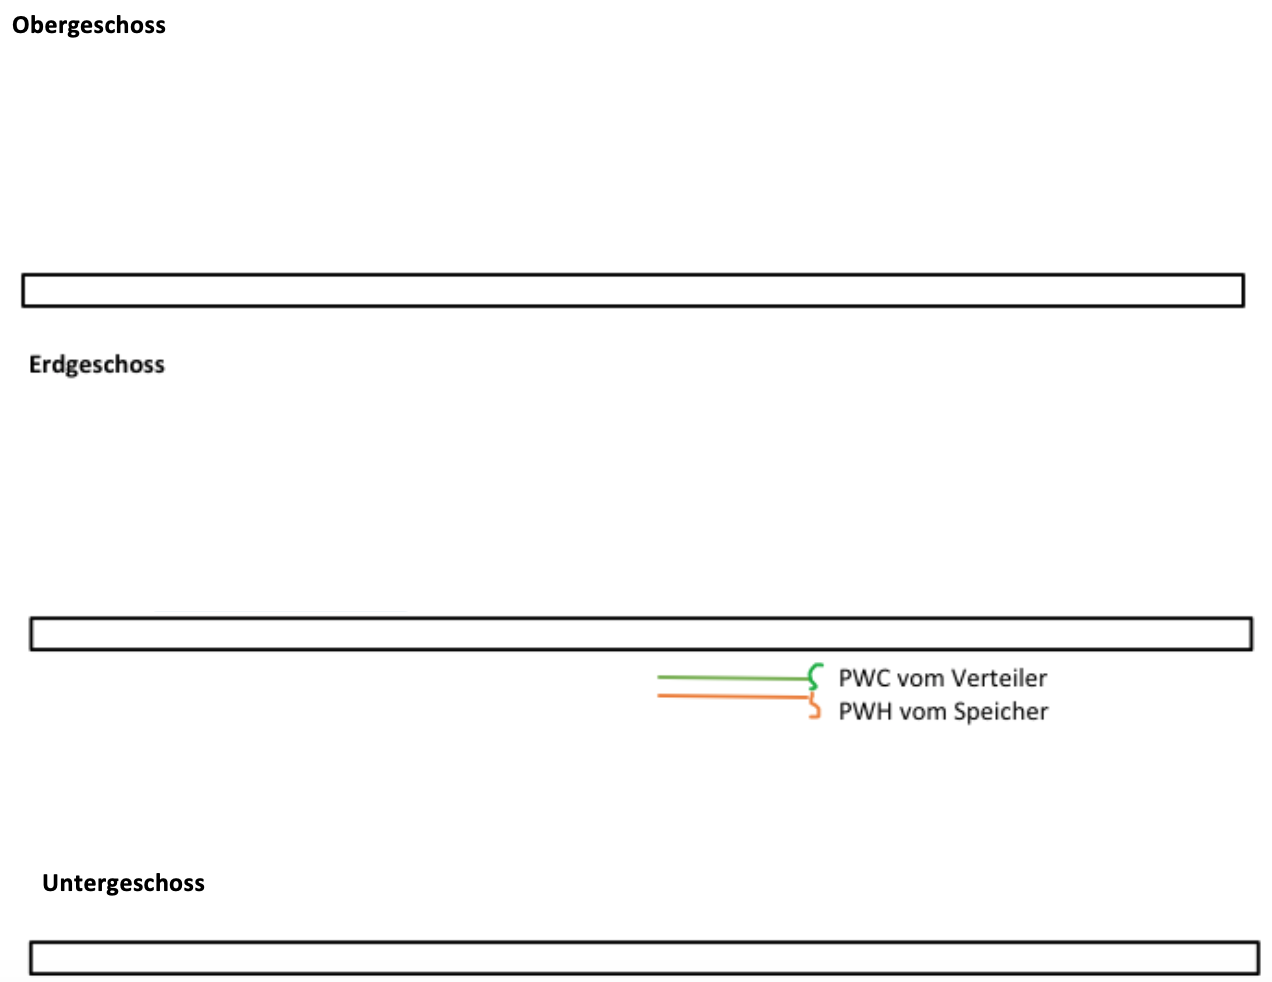 Obergeschoss
Erdgeschoss
PWC vom Verteiler
PWH vom Speicher
Untergeschoss